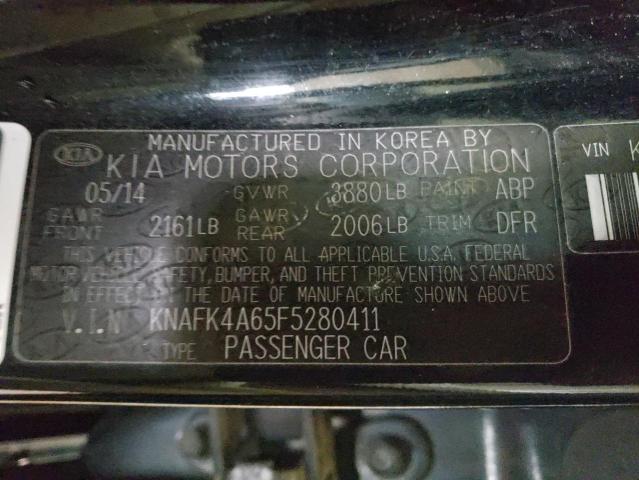 MANUFACTURED IN KOREA BY
KIA KIA MOTORS CORPORATION
05/14 GVWR 3880LB PAINT ABP
GAWR FRONT 2161LB GAWR REAR 2006LB TRIM DFR
THIS VEHICLE CONFORMS TO ALL APPLICABLE U.S.A. FEDERAL
MOTOR VEHICLE SAFETY, BUMPER, AND THEFT PREVENTION STANDARDS
IN EFFECT ON THE DATE OF MANUFACTURE SHOWN ABOVE
V.I.N KNAFK4A65F5280411
TYPE PASSENGER CAR
VIN K